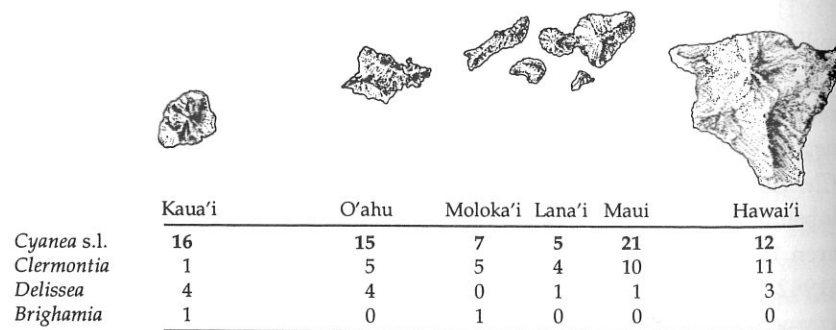 Kaua'i O'ahu Moloka'i Lana'i Maui Hawai'i
Cyanea s.l. 16 15 7 5 21 12
Clermontia 1 5 5 4 10 11
Delissea 4 4 0 1 1 3
Brighamia 1 0 1 0 0 0